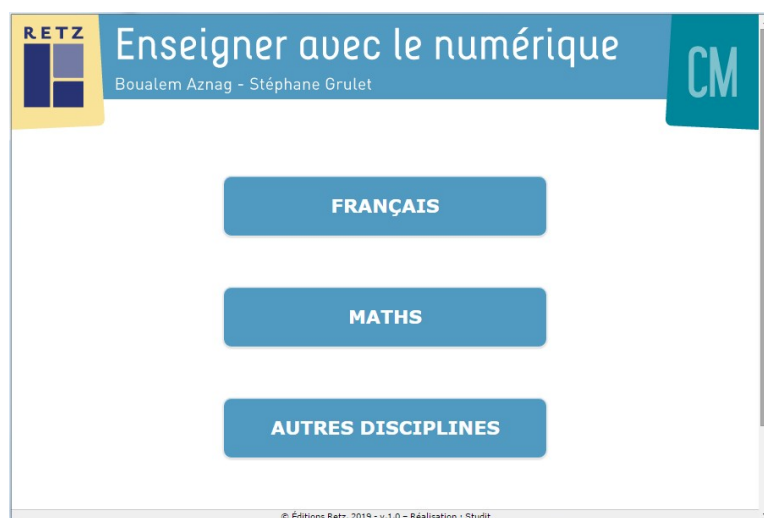 RETZ
Enseigner avec le numérique
Boualem Aznag - Stéphane Grulet
CM
FRANÇAIS
MATHS
AUTRES DISCIPLINES
© Éditions Retz, 2019 - v.1.0 – Réalisation : Studit